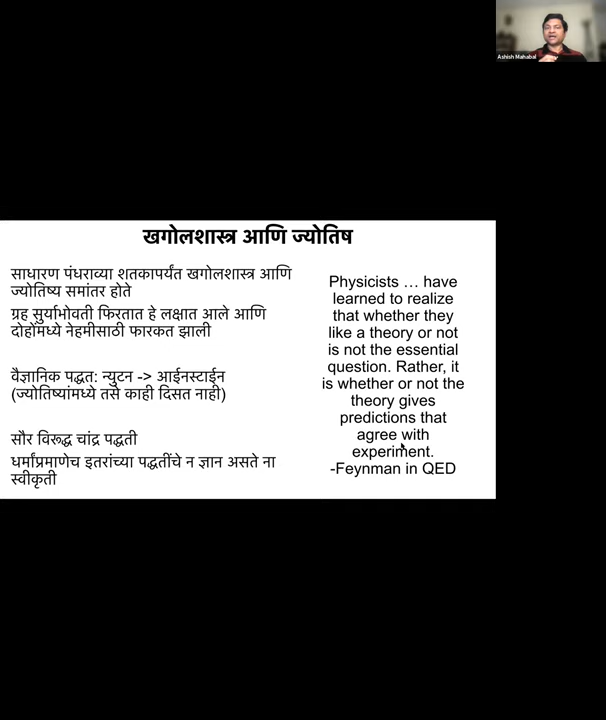 Ashish Mahabal
खगोलशास्त्र आणि ज्योतिष
साधारण पंधराव्या शतकापर्यंत खगोलशास्त्र आणि
ज्योतिष्य समांतर होते
ग्रह सुर्याभोवती फिरतात हे लक्षात आले आणि
दोहोंमध्ये नेहमीसाठी फारकत झाली
वैज्ञानिक पद्धत: न्युटन -> आईनस्टाईन
(ज्योतिष्यांमध्ये तसे काही दिसत नाही)
सौर विरूद्ध चांद्र पद्धती
धर्मांप्रमाणेच इतरांच्या पद्धतींचे न ज्ञान असते ना
स्वीकृती
Physicists … have
learned to realize
that whether they
like a theory or not
is not the essential
question. Rather, it
is whether or not the
theory gives
predictions that
agree with
experiment.
-Feynman in QED